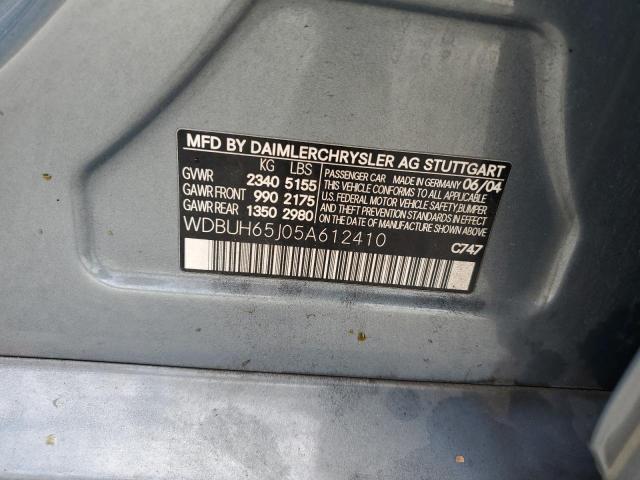 MFD BY DAIMLERCHRYSLER AG STUTTGART
KG LBS
GVWR 2340 5155
GAWR FRONT 990 2175
GAWR REAR 1350 2980
PASSENGER CAR MADE IN GERMANY 06/04
THIS VEHICLE CONFORMS TO ALL APPLICABLE
U.S. FEDERAL MOTOR VEHICLE SAFETY, BUMPER
AND THEFT PREVENTION STANDARDS IN EFFECT
ON THE DATE OF MANUFACTURE SHOWN ABOVE
WDBUH65J05A612410
C747